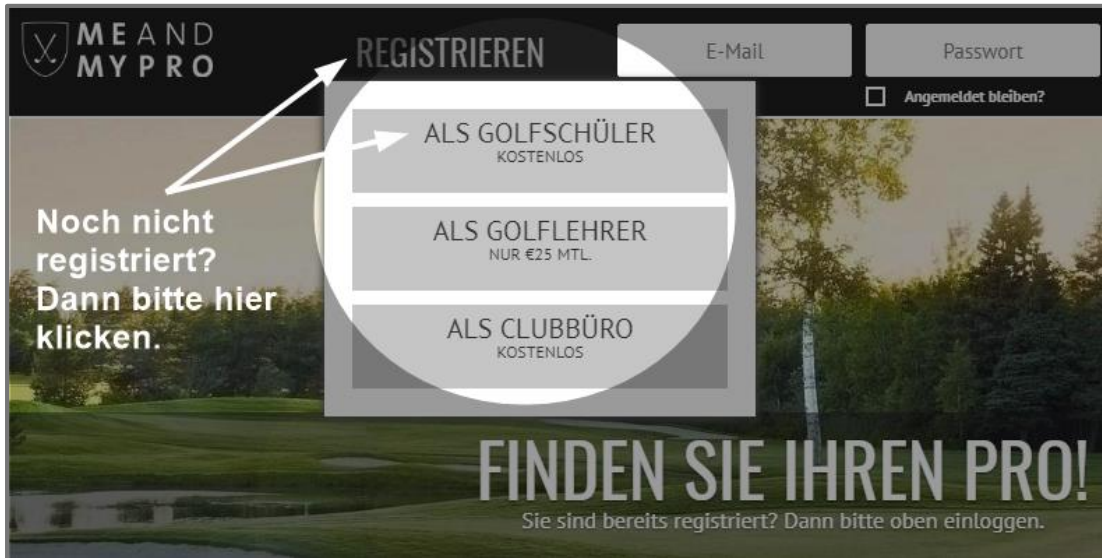 ME AND
MY PRO
REGISTRIEREN
E-Mail
Passwort
Angemeldet bleiben?
ALS GOLFSCHÜLER
KOSTENLOS
ALS GOLFLEHRER
NUR €25 MTL.
ALS CLUBBÜRO
KOSTENLOS
Noch nicht
registriert?
Dann bitte hier
klicken.
FINDEN SIE IHREN PRO!
Sie sind bereits registriert? Dann bitte oben einloggen.